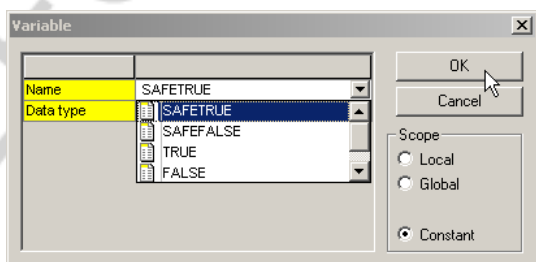 Variable
Name SAFETRUE
Data type SAFETRUE
SAFEFALSE
TRUE
FALSE
OK
Cancel
Scope
Local
Global
Constant